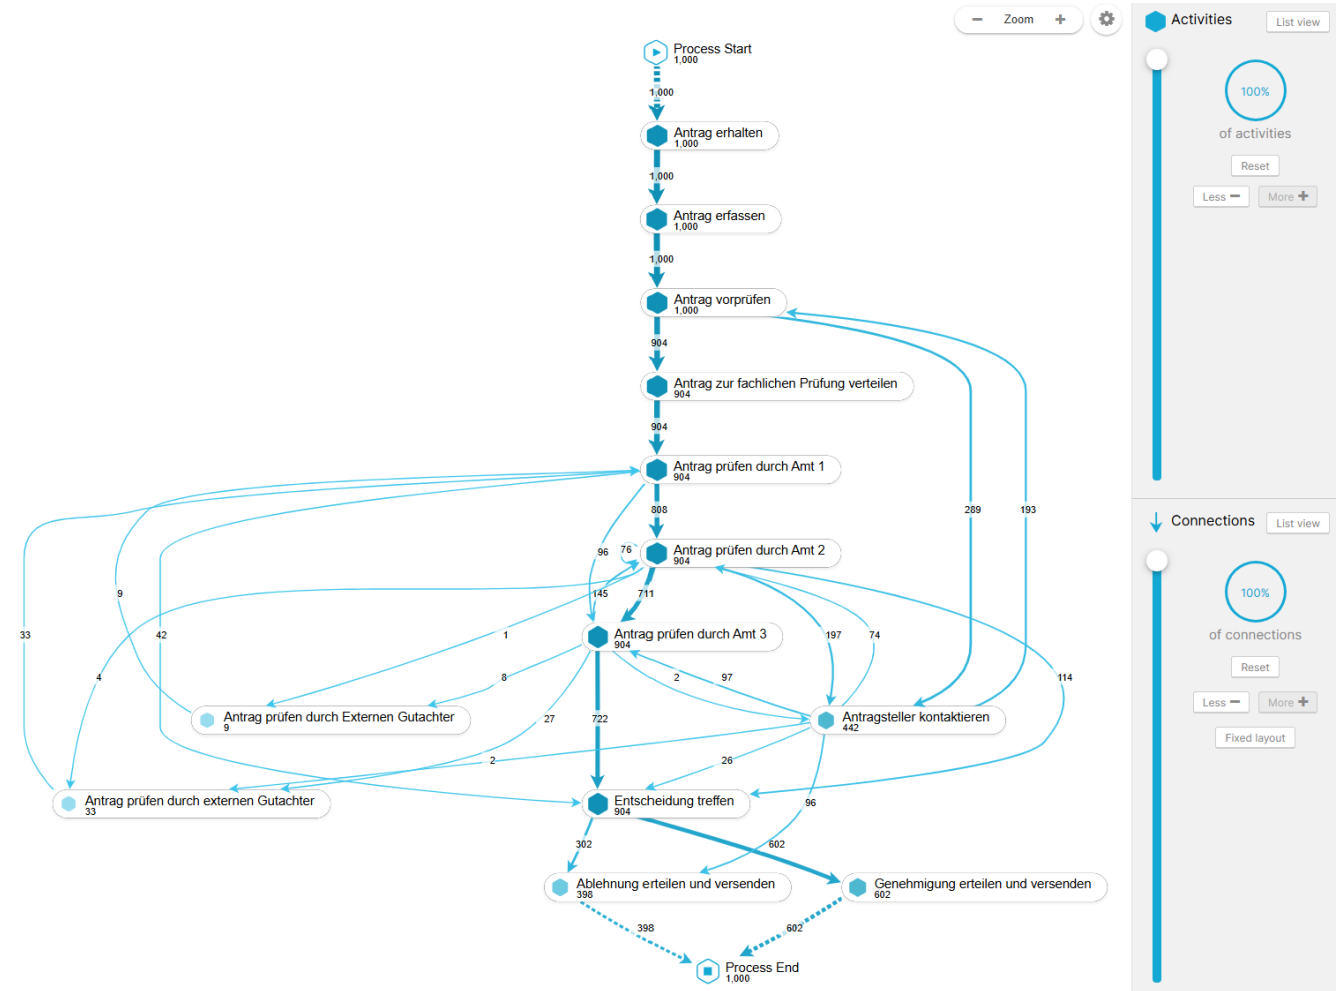 − Zoom +
Activities
List view
100%
of activities
Reset
Less −
More +
Process Start
1,000
1,000
Antrag erhalten
1,000
1,000
Antrag erfassen
1,000
1,000
Antrag vorprüfen
1,000
904
Antrag zur fachlichen Prüfung verteilen
904
904
Antrag prüfen durch Amt 1
904
808
289
193
Connections
List view
100%
of connections
Reset
Less −
More +
Fixed layout
96
76
Antrag prüfen durch Amt 2
904
9
145
711
33
42
1
Antrag prüfen durch Amt 3
904
197
74
4
8
2
97
114
Antrag prüfen durch Externen Gutachter
9
27
722
Antragsteller kontaktieren
442
2
26
Antrag prüfen durch externen Gutachter
33
Entscheidung treffen
904
96
302
602
Ablehnung erteilen und versenden
398
Genehmigung erteilen und versenden
602
398
602
Process End
1,000